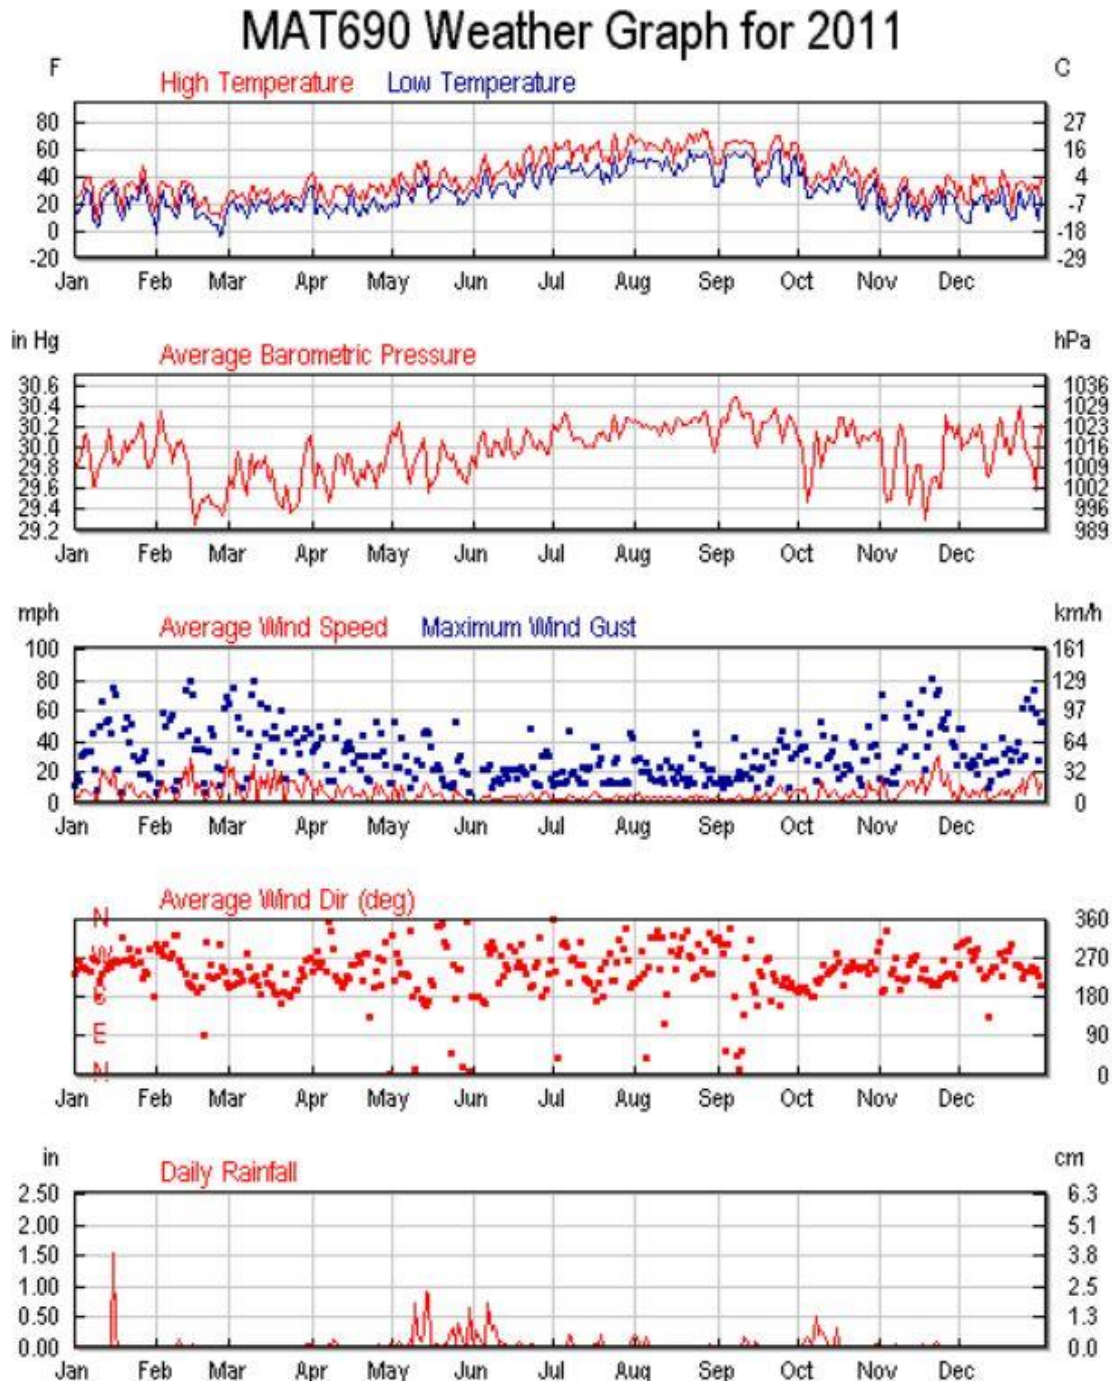 MAT690 Weather Graph for 2011
F High Temperature Low Temperature C
80 27
60 16
40 4
20 -7
0 -18
-20 -29
Jan Feb Mar Apr May Jun Jul Aug Sep Oct Nov Dec
in Hg Average Barometric Pressure hPa
30.6 1036
30.4 1029
30.2 1023
30.0 1016
29.8 1009
29.6 1002
29.4 996
29.2 989
Jan Feb Mar Apr May Jun Jul Aug Sep Oct Nov Dec
mph Average Wind Speed Maximum Wind Gust km/h
100 161
80 129
60 97
40 64
20 32
0 0
Jan Feb Mar Apr May Jun Jul Aug Sep Oct Nov Dec
Average Wind Dir (deg)
N 360
W 270
S 180
E 90
N 0
Jan Feb Mar Apr May Jun Jul Aug Sep Oct Nov Dec
in Daily Rainfall cm
2.50 6.3
2.00 5.1
1.50 3.8
1.00 2.5
0.50 1.3
0.00 0.0
Jan Feb Mar Apr May Jun Jul Aug Sep Oct Nov Dec